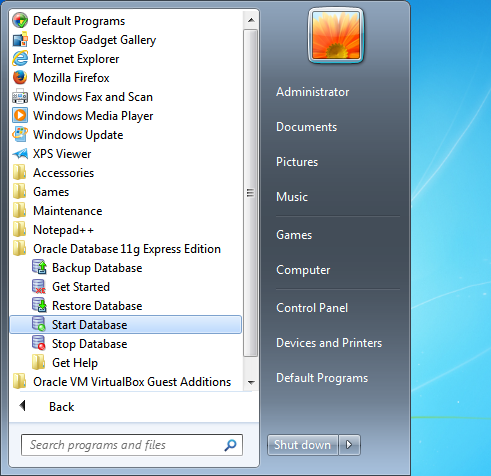 Default Programs
Desktop Gadget Gallery
Internet Explorer
Mozilla Firefox
Windows Fax and Scan
Windows Media Player
Windows Update
XPS Viewer
Accessories
Games
Maintenance
Notepad++
Oracle Database 11g Express Edition
Backup Database
Get Started
Restore Database
Start Database
Stop Database
Get Help
Oracle VM VirtualBox Guest Additions
Back
Search programs and files
Administrator
Documents
Pictures
Music
Games
Computer
Control Panel
Devices and Printers
Default Programs
Shut down